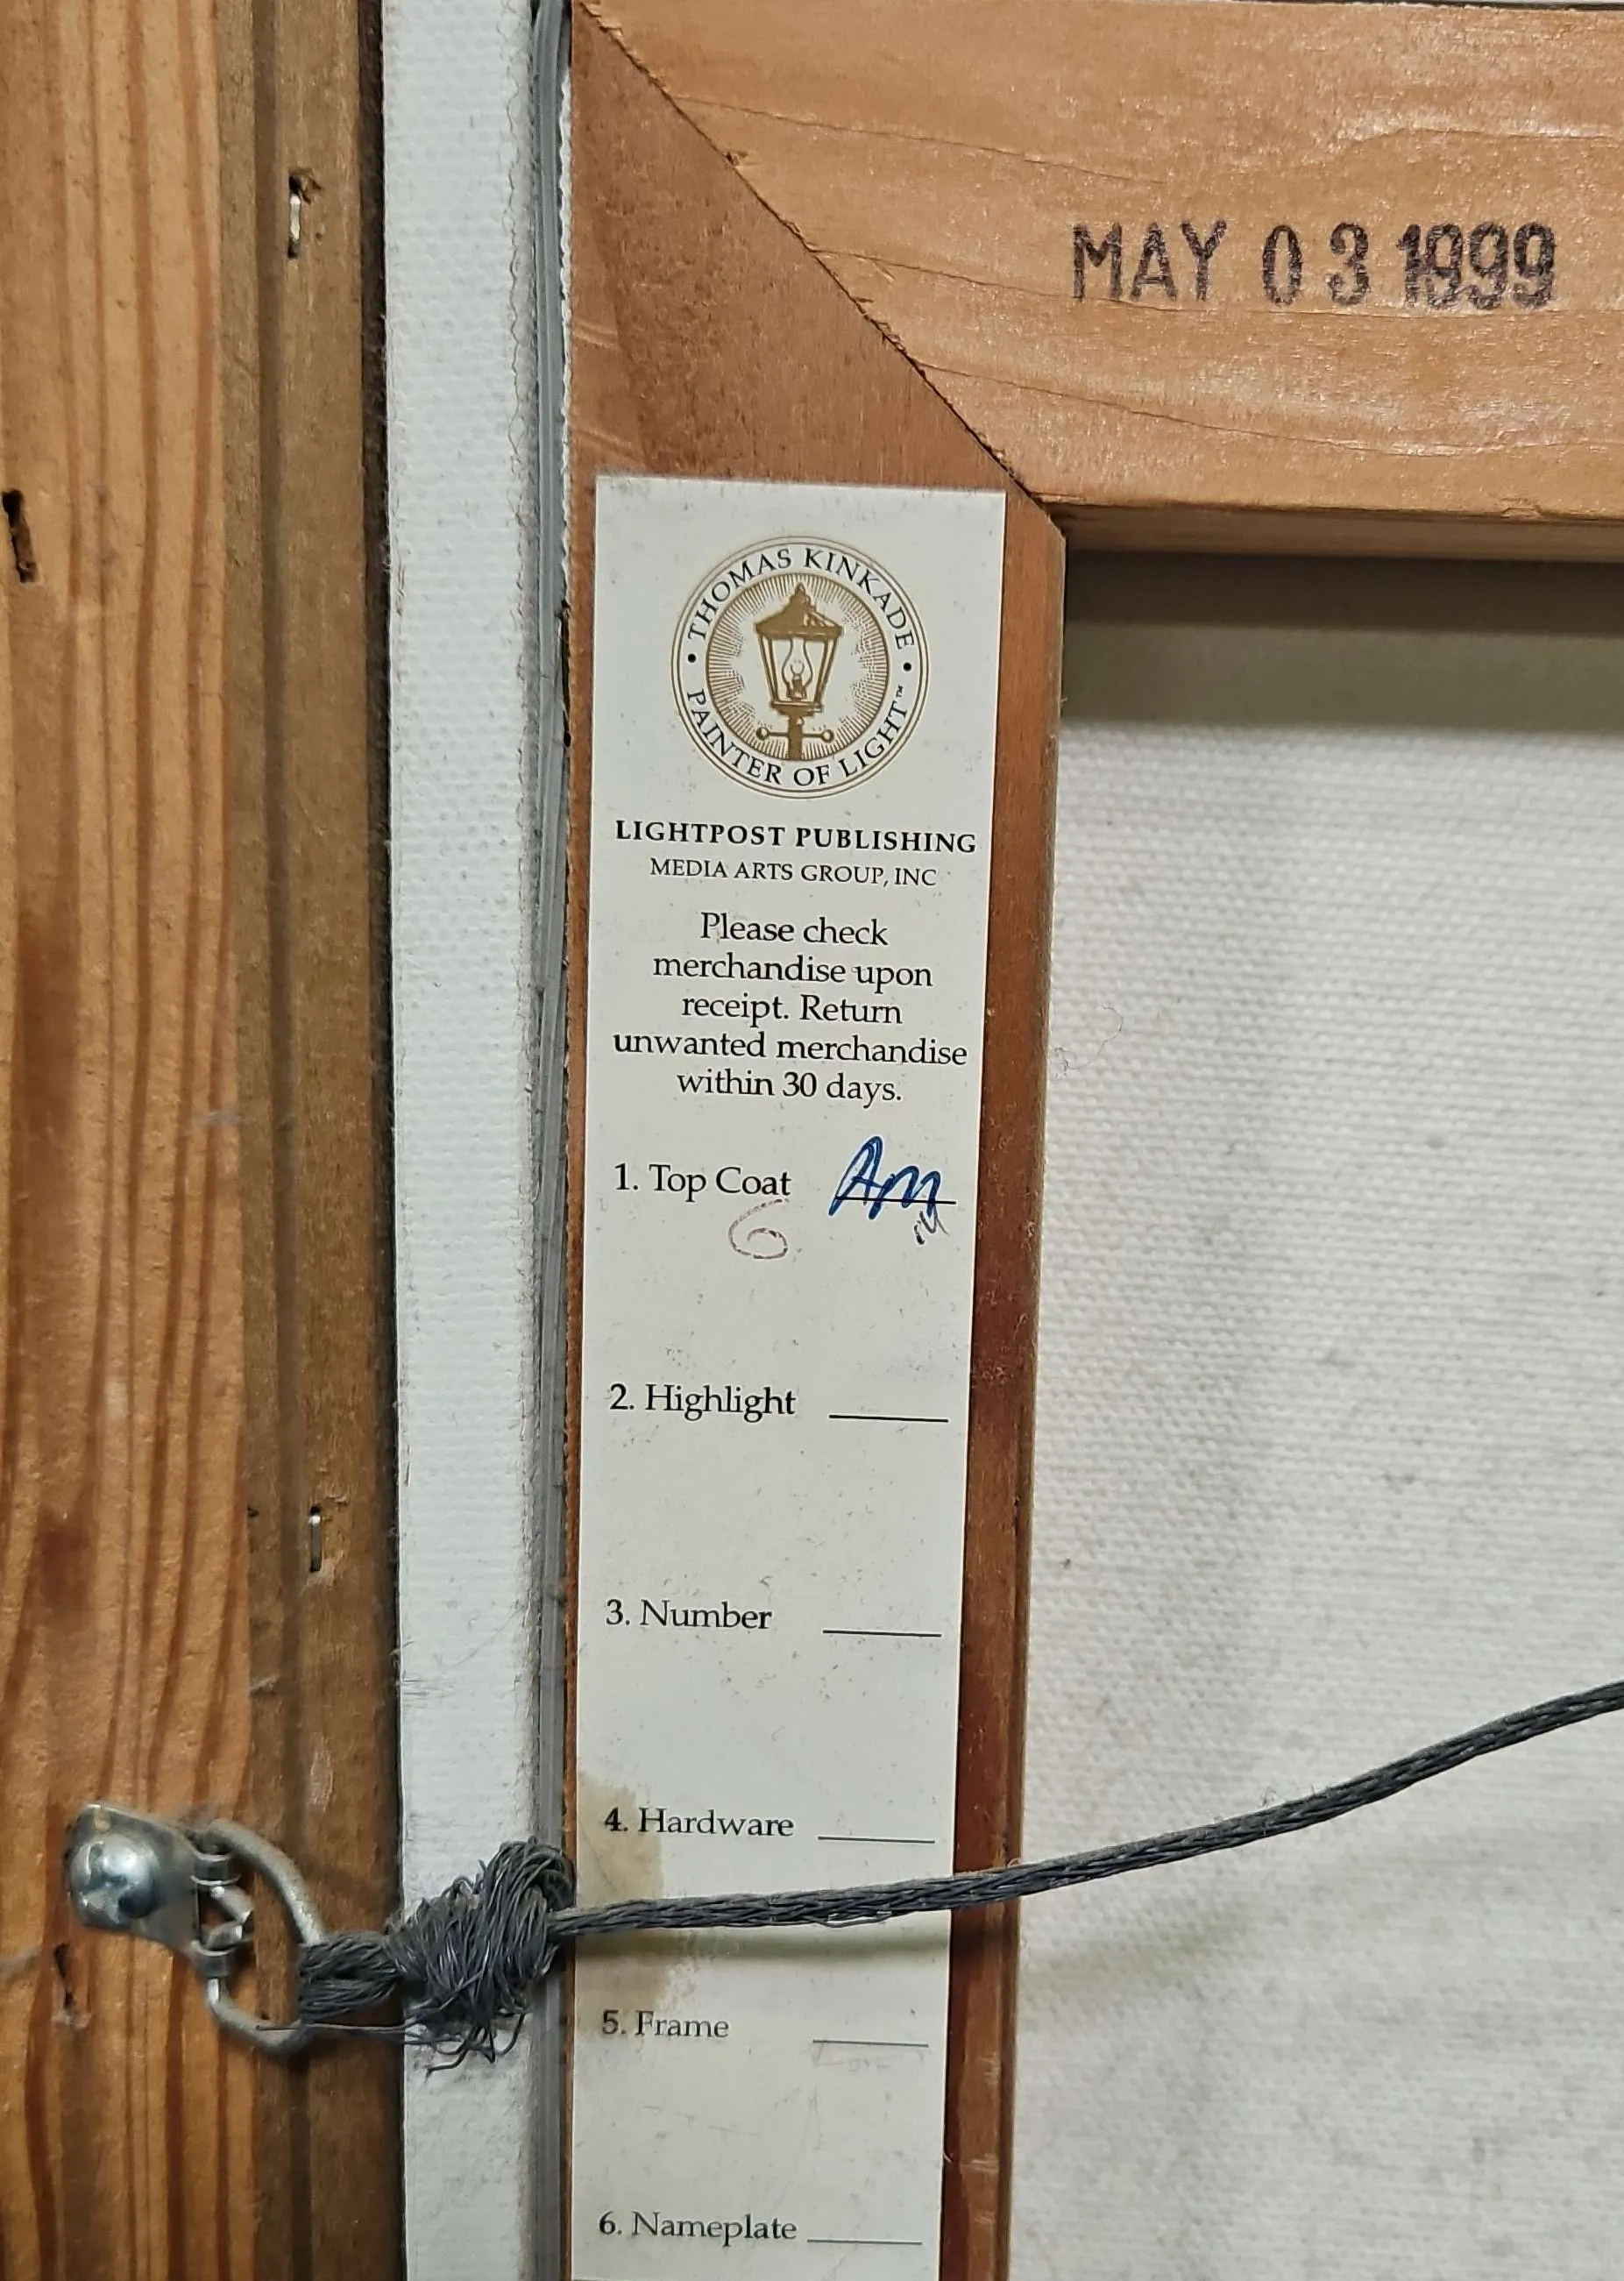 MAY 03 1999
THOMAS KINKADE
PAINTER OF LIGHT™
LIGHTPOST PUBLISHING
MEDIA ARTS GROUP, INC
Please check
merchandise upon
receipt. Return
unwanted merchandise
within 30 days.
1. Top Coat Am
6
2. Highlight
3. Number
4. Hardware
5. Frame
6. Nameplate